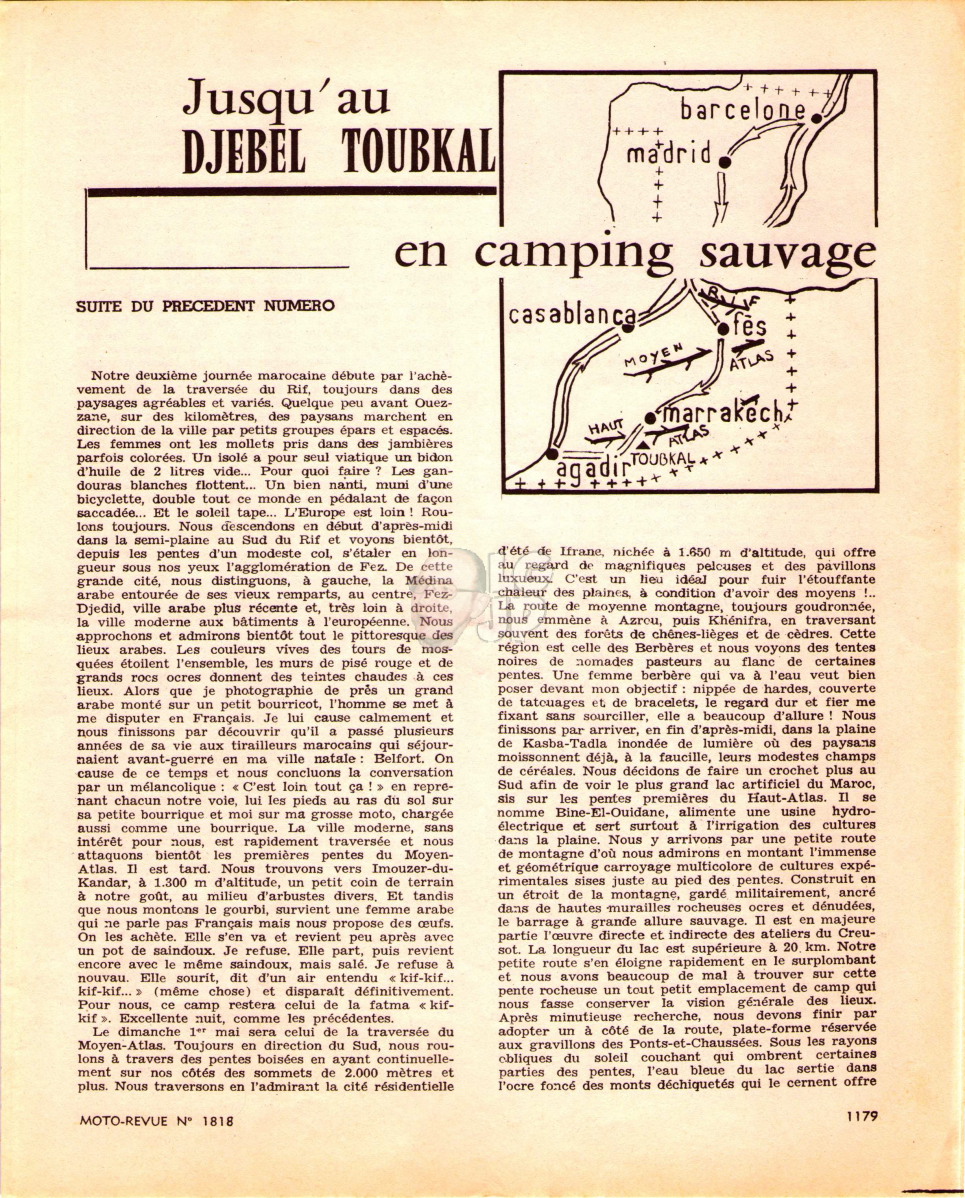 Jusqu'au
DJEBEL TOUBKAL
en camping sauvage
barcelone
madrid
RIF
casablanca
fès
MOYEN
ATLAS
marrakech
HAUT
ATLAS
agadir
TOUBKAL
SUITE DU PRECEDENT NUMERO
Notre deuxième journée marocaine débute par l'achè-
vement de la traversée du Rif, toujours dans des
paysages agréables et variés. Quelque peu avant Ouez-
zane, sur des kilomètres, des paysans marchent en
direction de la ville par petits groupes épars et espacés.
Les femmes ont les mollets pris dans des jambières
parfois colorées. Un isolé a pour seul viatique un bidon
d'huile de 2 litres vide... Pour quoi faire ? Les gan-
douras blanches flottent... Un bien nanti, muni d'une
bicyclette, double tout ce monde en pédalant de façon
saccadée... Et le soleil tape... L'Europe est loin ! Rou-
lons toujours. Nous descendons en début d'après-midi
dans la semi-plaine au Sud du Rif et voyons bientôt,
depuis les pentes d'un modeste col, s'étaler en lon-
gueur sous nos yeux l'agglomération de Fez. De cette
grande cité, nous distinguons, à gauche, la Médina
arabe entourée de ses vieux remparts, au centre, Fez-
Djedid, ville arabe plus récente et, très loin à droite,
la ville moderne aux bâtiments à l'européenne. Nous
approchons et admirons bientôt tout le pittoresque des
lieux arabes. Les couleurs vives des tours de mos-
quées étoilent l'ensemble, les murs de pisé rouge et de
grands rocs ocres donnent des teintes chaudes à ces
lieux. Alors que je photographie de près un grand
arabe monté sur un petit bourricot, l'homme se met à
me disputer en Français. Je lui cause calmement et
nous finissons par découvrir qu'il a passé plusieurs
années de sa vie aux tirailleurs marocains qui séjour-
naient avant-guerre en ma ville natale : Belfort. On
cause de ce temps et nous concluons la conversation
par un mélancolique : « C'est loin tout ça ! » en repre-
nant chacun notre voie, lui les pieds au ras du sol sur
sa petite bourrique et moi sur ma grosse moto, chargée
aussi comme une bourrique. La ville moderne, sans
intérêt pour nous, est rapidement traversée et nous
attaquons bientôt les premières pentes du Moyen-
Atlas. Il est tard. Nous trouvons vers Imouzer-du-
Kandar, à 1.300 m d'altitude, un petit coin de terrain
à notre goût, au milieu d'arbustes divers. Et tandis
que nous montons le gourbi, survient une femme arabe
qui ne parle pas Français mais nous propose des œufs.
On les achète. Elle s'en va et revient peu après avec
un pot de saindoux. Je refuse. Elle part, puis revient
encore avec le même saindoux, mais salé. Je refuse à
nouvau. Elle sourit, dit d'un air entendu « kif-kif...
kif-kif... » (même chose) et disparaît définitivement.
Pour nous, ce camp restera celui de la fatma « kif-
kif ». Excellente nuit, comme les précédentes.
Le dimanche 1er mai sera celui de la traversée du
Moyen-Atlas. Toujours en direction du Sud, nous rou-
lons à travers des pentes boisées en ayant continuelle-
ment sur nos côtés des sommets de 2.000 mètres et
plus. Nous traversons en l'admirant la cité résidentielle
d'été de Ifrane, nichée à 1.650 m d'altitude, qui offre
au regard de magnifiques pelouses et des pavillons
luxueux. C'est un lieu idéal pour fuir l'étouffante
chaleur des plaines, à condition d'avoir des moyens !..
La route de moyenne montagne, toujours goudronnée,
nous emmène à Azrou, puis Khénifra, en traversant
souvent des forêts de chênes-lièges et de cèdres. Cette
région est celle des Berbères et nous voyons des tentes
noires de nomades pasteurs au flanc de certaines
pentes. Une femme berbère qui va à l'eau veut bien
poser devant mon objectif : nippée de hardes, couverte
de tatouages et de bracelets, le regard dur et fier me
fixant sans sourciller, elle a beaucoup d'allure ! Nous
finissons par arriver, en fin d'après-midi, dans la plaine
de Kasba-Tadla inondée de lumière où des paysans
moissonnent déjà, à la faucille, leurs modestes champs
de céréales. Nous décidons de faire un crochet plus au
Sud afin de voir le plus grand lac artificiel du Maroc,
sis sur les pentes premières du Haut-Atlas. Il se
nomme Bine-El-Ouidane, alimente une usine hydro-
électrique et sert surtout à l'irrigation des cultures
dans la plaine. Nous y arrivons par une petite route
de montagne d'où nous admirons en montant l'immense
et géométrique carroyage multicolore de cultures expé-
rimentales sises juste au pied des pentes. Construit en
un étroit de la montagne, gardé militairement, ancré
dans de hautes murailles rocheuses ocres et dénudées,
le barrage à grande allure sauvage. Il est en majeure
partie l'œuvre directe et indirecte des ateliers du Creu-
sot. La longueur du lac est supérieure à 20 km. Notre
petite route s'en éloigne rapidement en le surplombant
et nous avons beaucoup de mal à trouver sur cette
pente rocheuse un tout petit emplacement de camp qui
nous fasse conserver la vision générale des lieux.
Après minutieuse recherche, nous devons finir par
adopter un à côté de la route, plate-forme réservée
aux gravillons des Ponts-et-Chaussées. Sous les rayons
obliques du soleil couchant qui ombrent certaines
parties des pentes, l'eau bleue du lac sertie dans
l'ocre foncé des monts déchiquetés qui le cernent offre
MOTO-REVUE N° 1818
1179